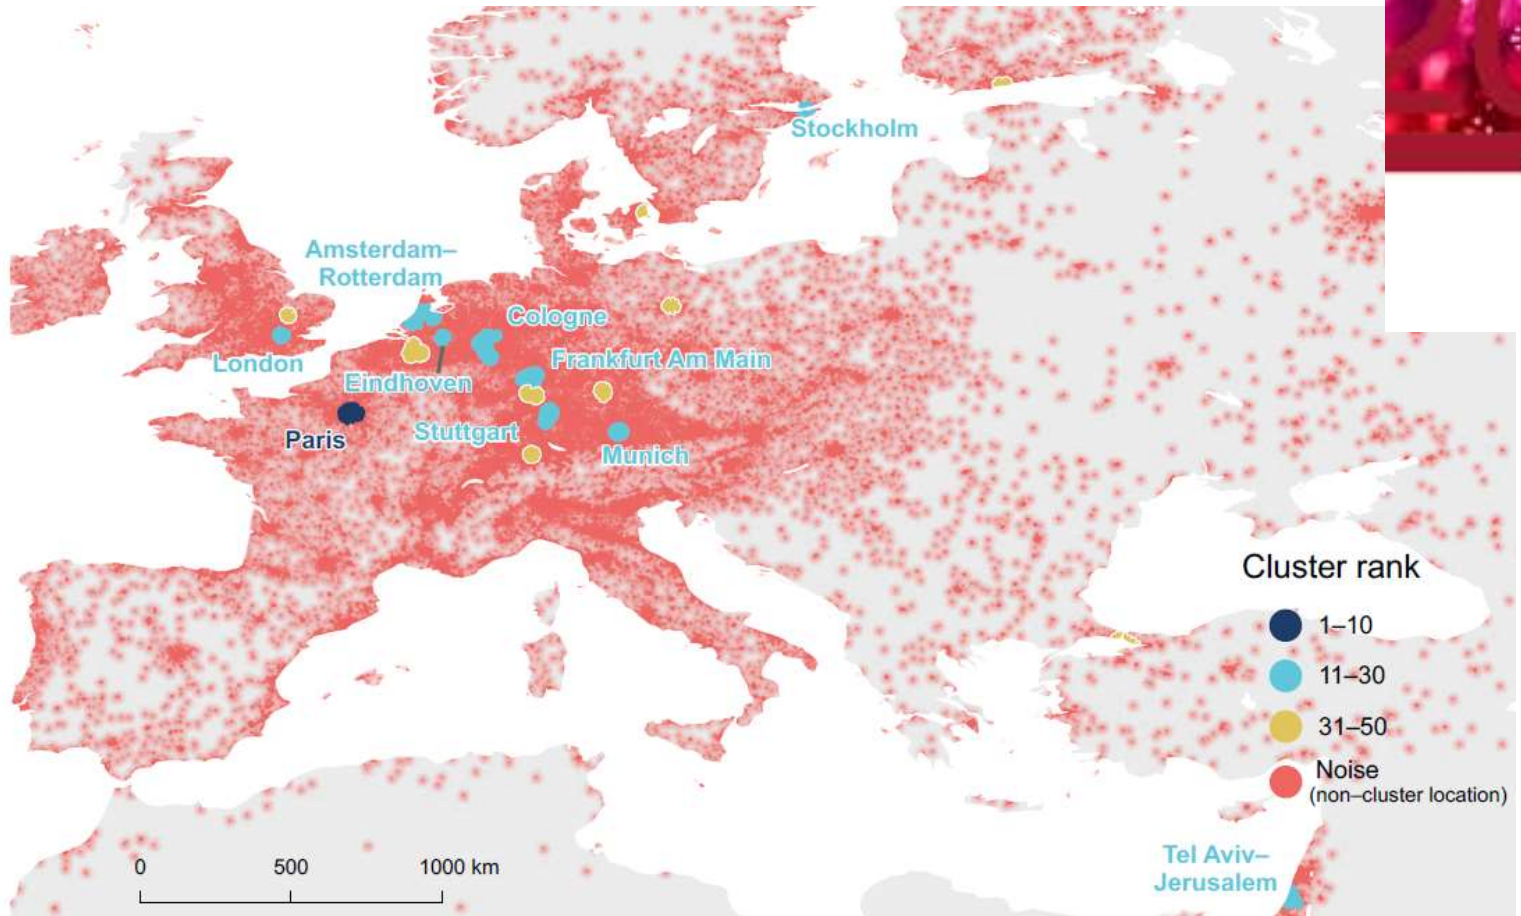 Stockholm
Amsterdam–
Rotterdam
Cologne
London
Frankfurt Am Main
Eindhoven
Paris
Stuttgart
Munich
Cluster rank
1–10
11–30
31–50
Noise
(non–cluster location)
0 500 1000 km
Tel Aviv–
Jerusalem